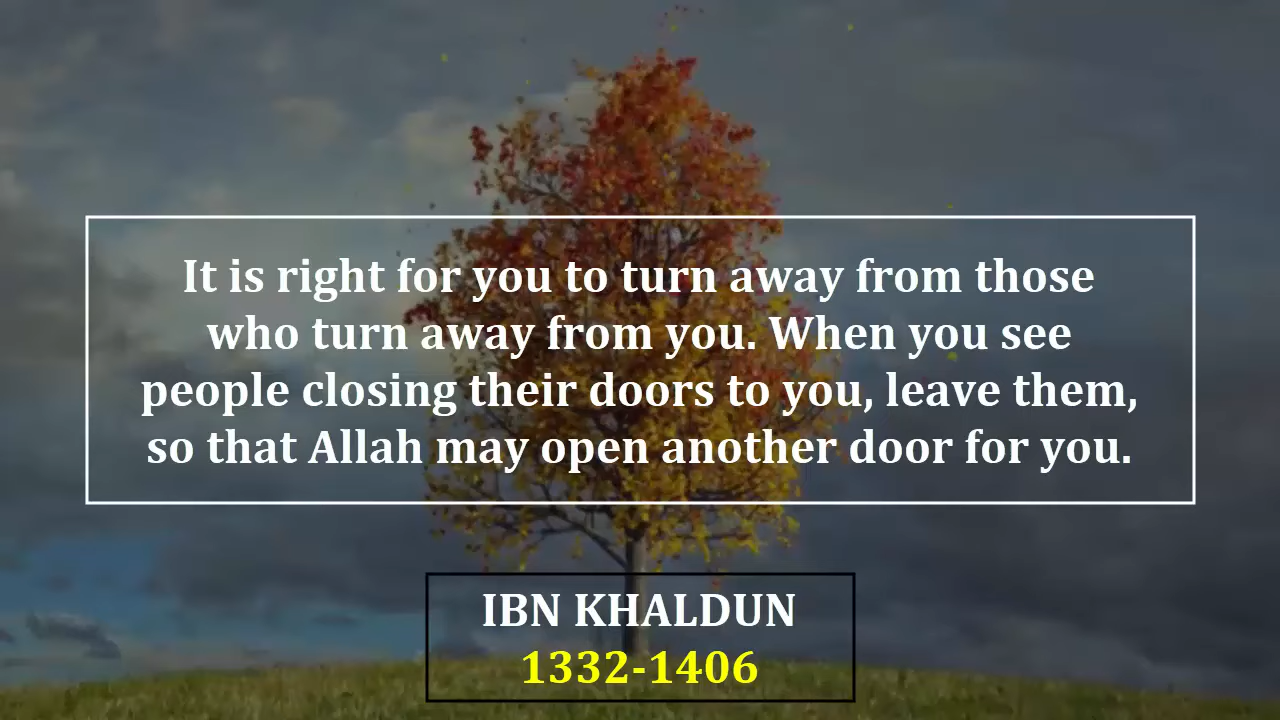 It is right for you to turn away from those
who turn away from you. When you see
people closing their doors to you, leave them,
so that Allah may open another door for you.
IBN KHALDUN
1332-1406